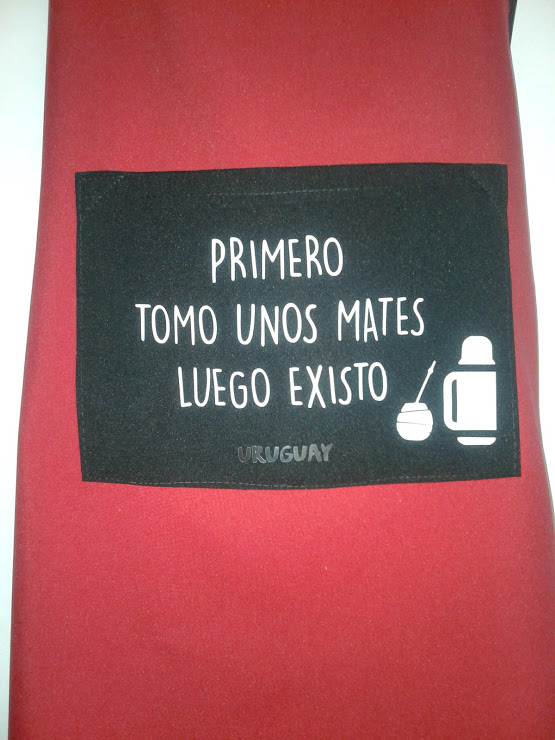 PRIMERO
TOMO UNOS MATES
LUEGO EXISTO
URUGUAY